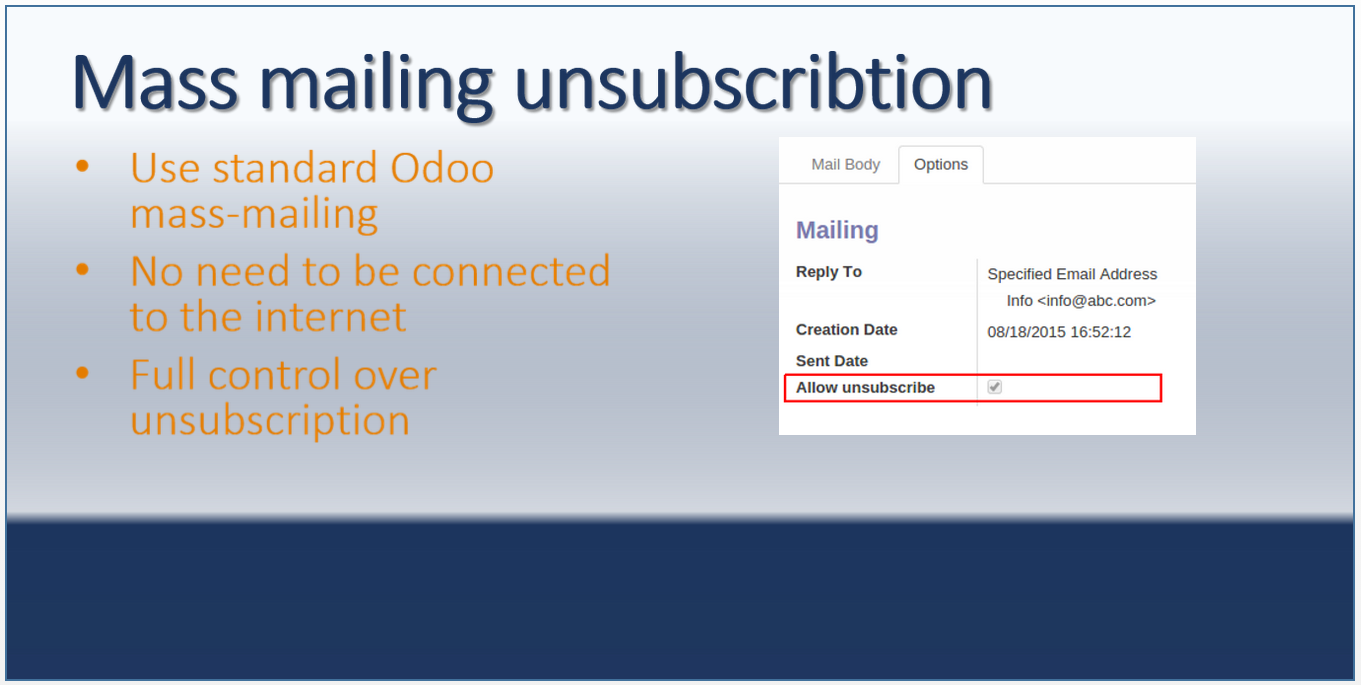 Mass mailing unsubscribtion
• Use standard Odoo
mass-mailing
• No need to be connected
to the internet
• Full control over
unsubscription
Mail Body Options
Mailing
Reply To Specified Email Address
Info <info@abc.com>
Creation Date 08/18/2015 16:52:12
Sent Date
Allow unsubscribe